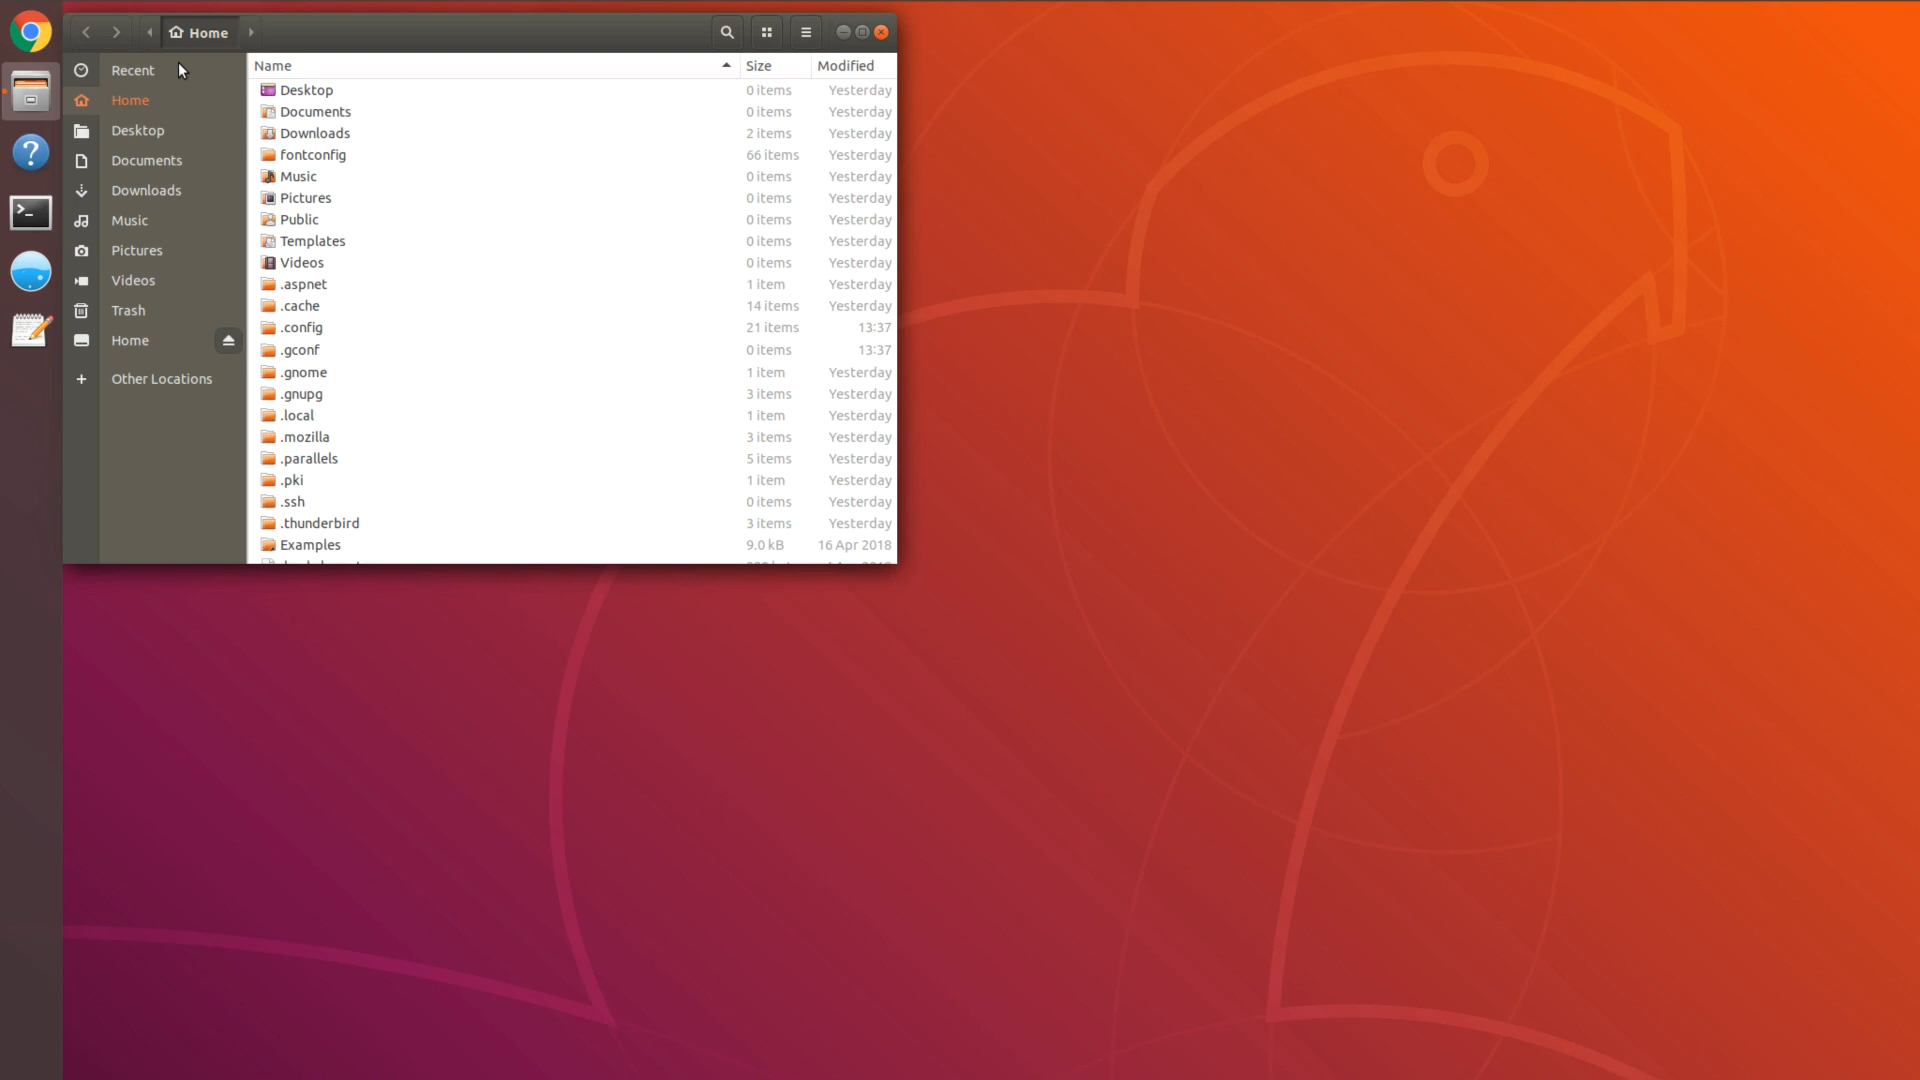 Home
Name Size Modified
Recent
Home
Desktop
Documents
Downloads
Music
Pictures
Videos
Trash
Home
Other Locations
Desktop 0 items Yesterday
Documents 0 items Yesterday
Downloads 2 items Yesterday
fontconfig 66 items Yesterday
Music 0 items Yesterday
Pictures 0 items Yesterday
Public 0 items Yesterday
Templates 0 items Yesterday
Videos 0 items Yesterday
.aspnet 1 item Yesterday
.cache 14 items Yesterday
.config 21 items 13:37
.gconf 0 items 13:37
.gnome 1 item Yesterday
.gnupg 3 items Yesterday
.local 1 item Yesterday
.mozilla 3 items Yesterday
.parallels 5 items Yesterday
.pki 1 item Yesterday
.ssh 0 items Yesterday
.thunderbird 3 items Yesterday
Examples 9.0 kB 16 Apr 2018